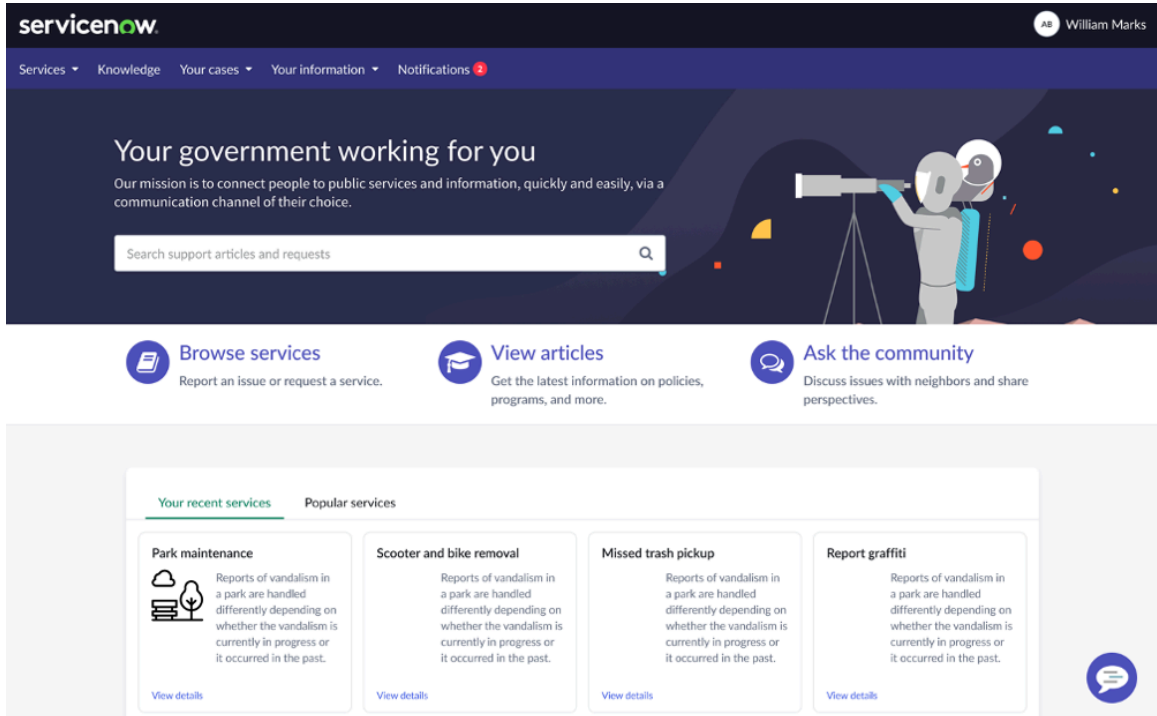 servicenow.
AB William Marks
Services Knowledge Your cases Your information Notifications 2
Your government working for you
Our mission is to connect people to public services and information, quickly and easily, via a
communication channel of their choice.
Search support articles and requests
Browse services
Report an issue or request a service.
View articles
Get the latest information on policies,
programs, and more.
Ask the community
Discuss issues with neighbors and share
perspectives.
Your recent services Popular services
Park maintenance
Reports of vandalism in
a park are handled
differently depending on
whether the vandalism is
currently in progress or
it occurred in the past.
View details
Scooter and bike removal
Reports of vandalism in
a park are handled
differently depending on
whether the vandalism is
currently in progress or
it occurred in the past.
View details
Missed trash pickup
Reports of vandalism in
a park are handled
differently depending on
whether the vandalism is
currently in progress or
it occurred in the past.
View details
Report graffiti
Reports of vandalism in
a park are handled
differently depending on
whether the vandalism is
currently in progress or
it occurred in the past.
View details